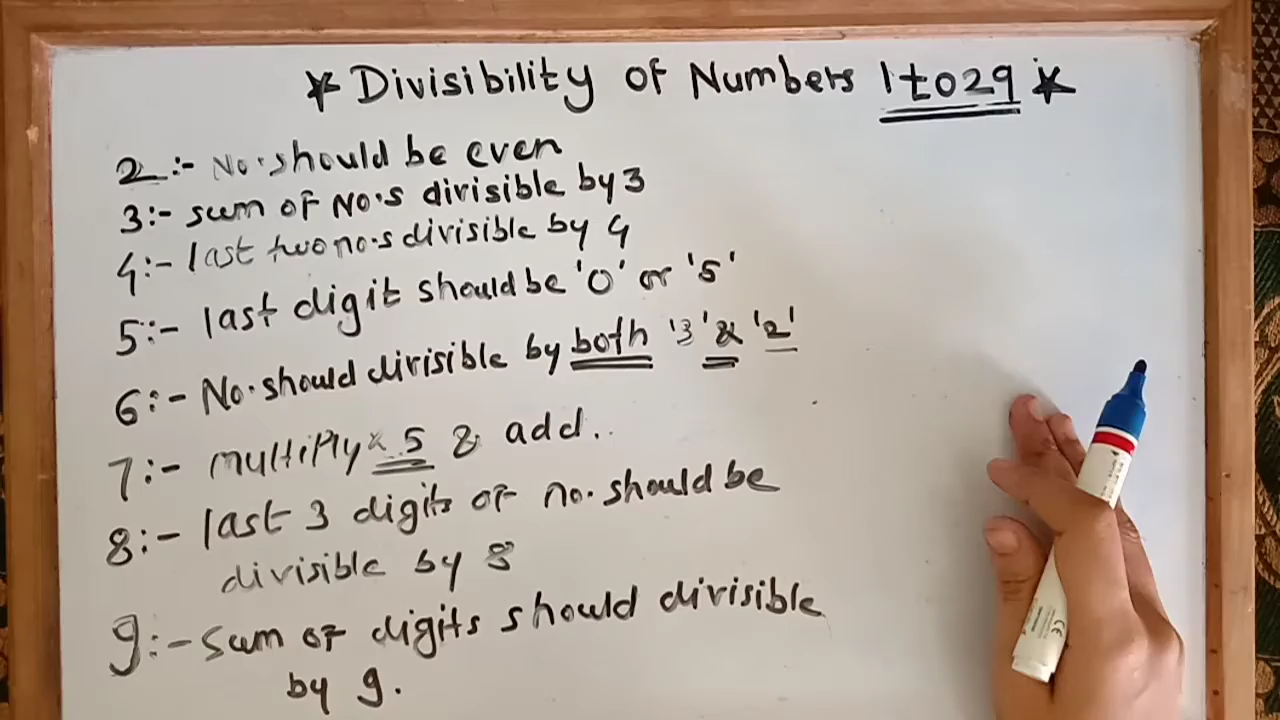 * Divisibility of Numbers 1 to 29 *
2:- No. should be even
3:- sum of No.s divisible by 3
4:- last two no.s divisible by 4
5:- last digit should be '0' or '5'
6:- No. should divisible by both '3' & '2'
7:- multiply x 5 & add..
8:- last 3 digits of no. should be
divisible by 8
9:- Sum of digits should divisible
by 9.